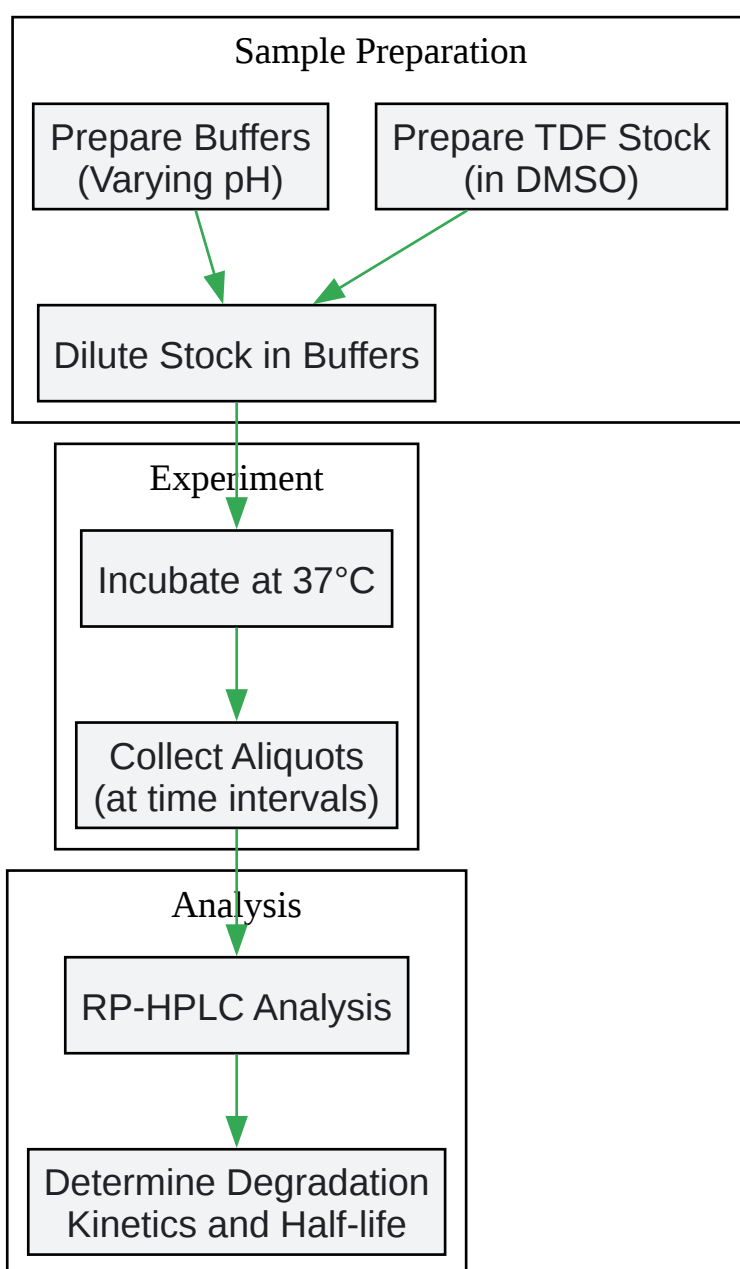 Sample Preparation
Prepare Buffers
(Varying pH)
Prepare TDF Stock
(in DMSO)
Dilute Stock in Buffers
Experiment
Incubate at 37°C
Collect Aliquots
(at time intervals)
Analysis
RP-HPLC Analysis
Determine Degradation
Kinetics and Half-life